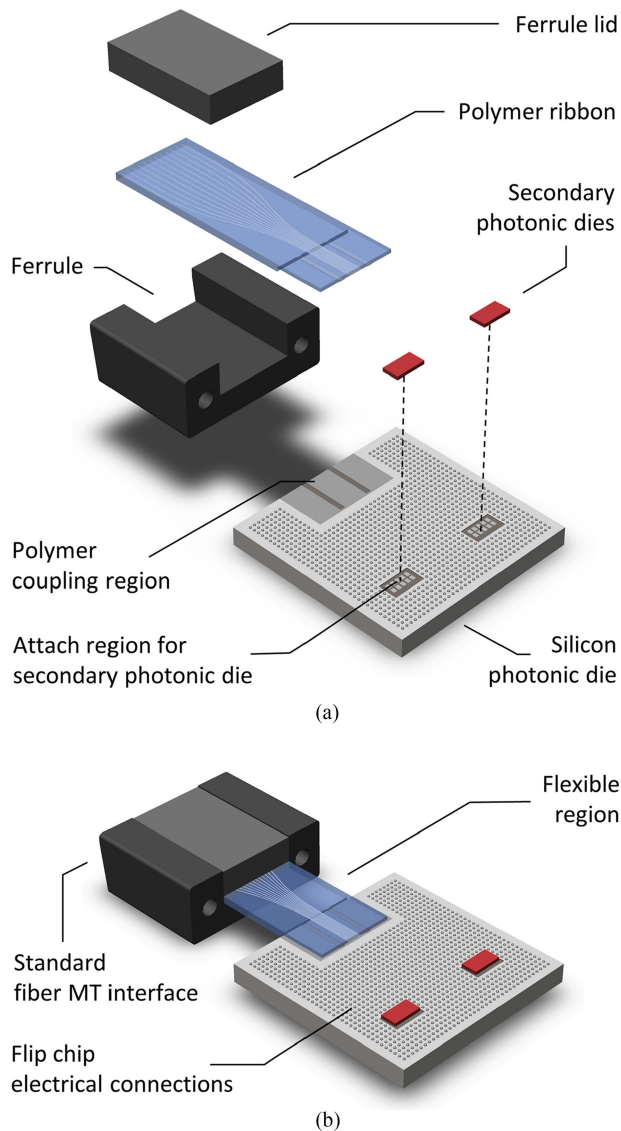 Ferrule lid
Polymer ribbon
Secondary
photonic dies
Ferrule
Polymer
coupling region
Attach region for
secondary photonic die
Silicon
photonic die
(a)
Flexible
region
Standard
fiber MT interface
Flip chip
electrical connections
(b)